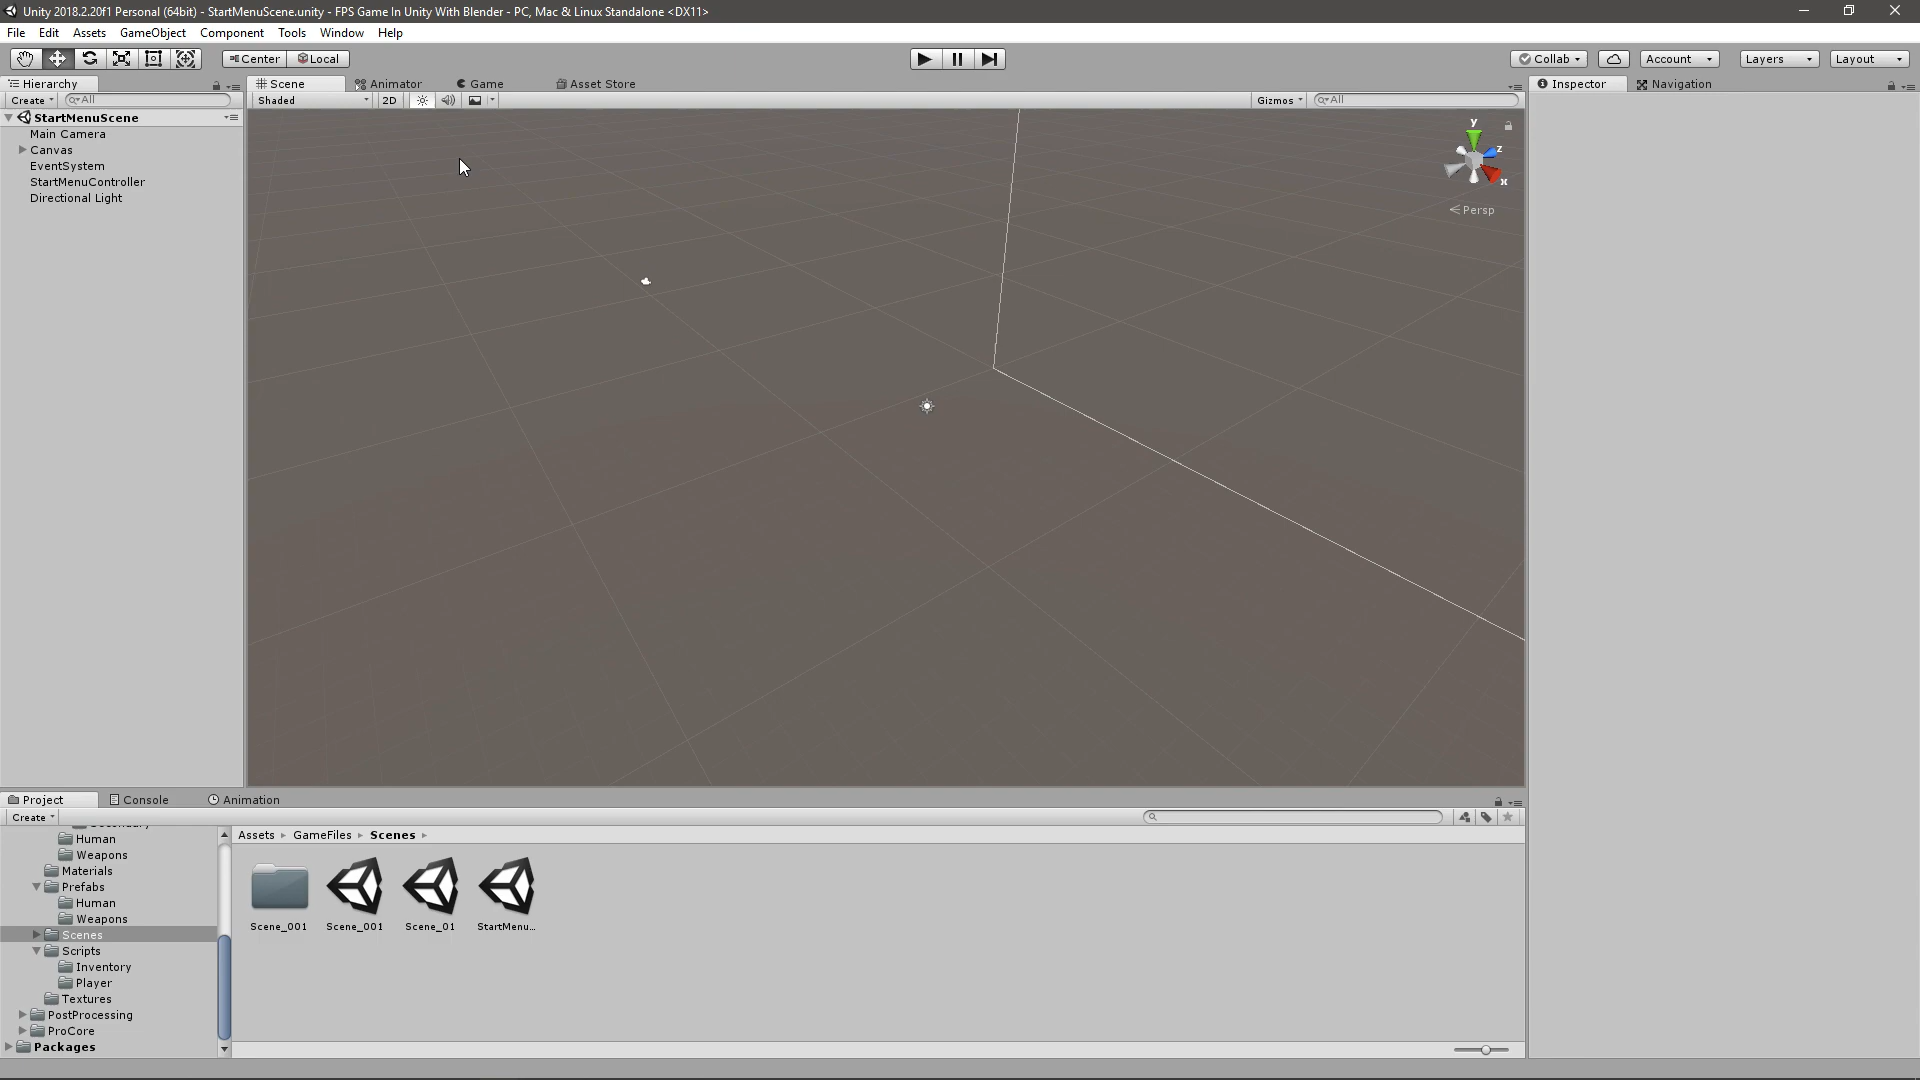 Unity 2018.2.20f1 Personal (64bit) - StartMenuScene.unity - FPS Game In Unity With Blender - PC, Mac & Linux Standalone <DX11>
File Edit Assets GameObject Component Tools Window Help
Center Local Collab Account Layers Layout
Hierarchy Scene Animator Game Asset Store Inspector Navigation
Create All Shaded 2D Gizmos All
StartMenuScene
Main Camera
Canvas
EventSystem
StartMenuController
Directional Light
y
z
x
Persp
Project Console Animation
Create
Assets GameFiles Scenes
Human
Weapons
Materials
Prefabs
Human
Weapons
Scenes
Scripts
Inventory
Player
Textures
PostProcessing
ProCore
Packages
Scene_001 Scene_001 Scene_01 StartMenu...